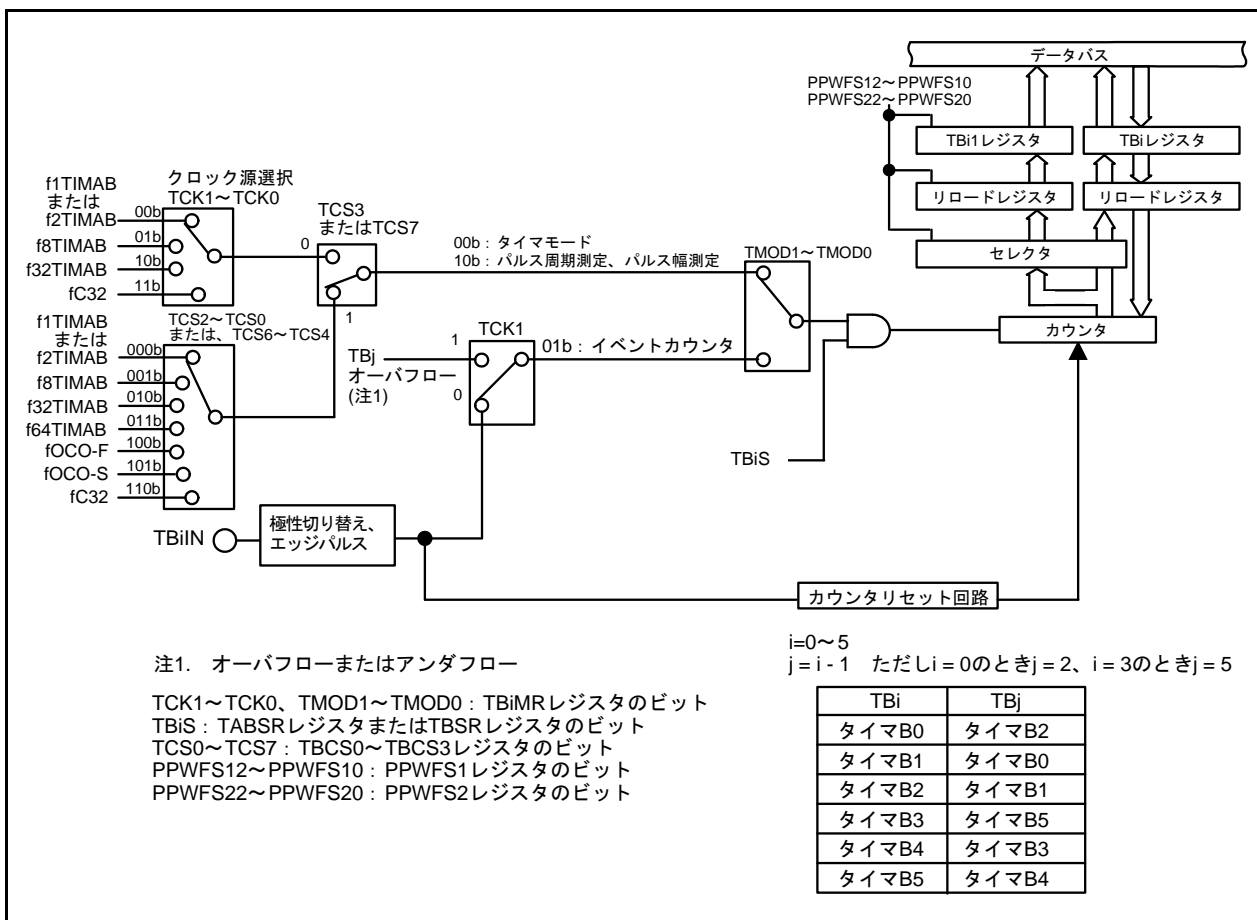 データバス
PPWFS12～PPWFS10
PPWFS22～PPWFS20
TBi1レジスタ
TBiレジスタ
リロードレジスタ
リロードレジスタ
セレクタ
カウンタ
クロック源選択
TCK1～TCK0
f1TIMAB
または
f2TIMAB
00b
f8TIMAB
01b
f32TIMAB
10b
fC32
11b
TCS3
またはTCS7
0
1
00b：タイマモード
10b：パルス周期測定、パルス幅測定
TMOD1～TMOD0
TCS2～TCS0
または、TCS6～TCS4
f1TIMAB
または
f2TIMAB
000b
f8TIMAB
001b
f32TIMAB
010b
f64TIMAB
011b
fOCO-F
100b
fOCO-S
101b
fC32
110b
TCK1
TBj
オーバフロー
(注1)
1
0
01b：イベントカウンタ
TBiS
TBiIN
極性切り替え、
エッジパルス
カウンタリセット回路
注1. オーバフローまたはアンダフロー
TCK1～TCK0、TMOD1～TMOD0：TBiMRレジスタのビット
TBiS：TABSRレジスタまたはTBSRレジスタのビット
TCS0～TCS7：TBCS0～TBCS3レジスタのビット
PPWFS12～PPWFS10：PPWFS1レジスタのビット
PPWFS22～PPWFS20：PPWFS2レジスタのビット
i=0～5
j = i - 1 ただしi = 0のときj = 2、i = 3のときj = 5
TBi TBj
タイマB0 タイマB2
タイマB1 タイマB0
タイマB2 タイマB1
タイマB3 タイマB5
タイマB4 タイマB3
タイマB5 タイマB4